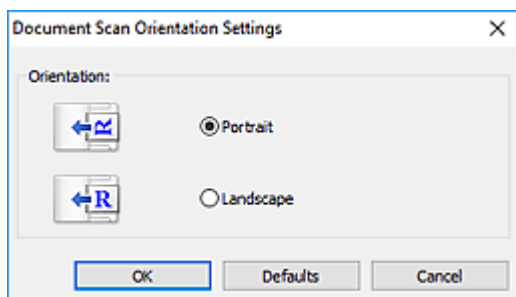 Document Scan Orientation Settings
Orientation:
R
Portrait
R
Landscape
OK Defaults Cancel